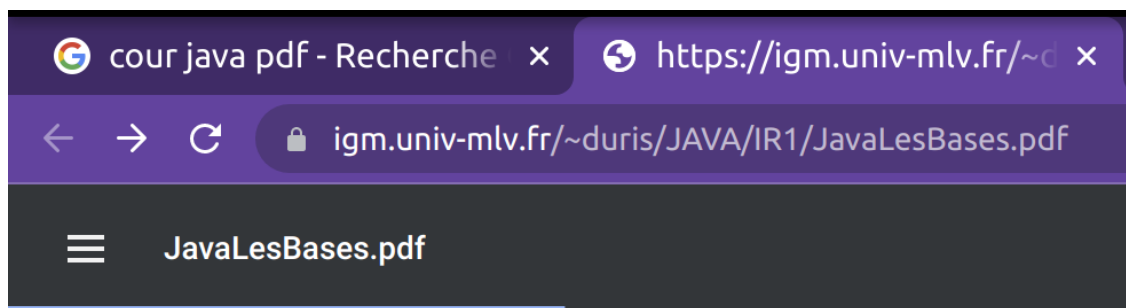 cour java pdf - Recherche
https://igm.univ-mlv.fr/~d
igm.univ-mlv.fr/~duris/JAVA/IR1/JavaLesBases.pdf
JavaLesBases.pdf